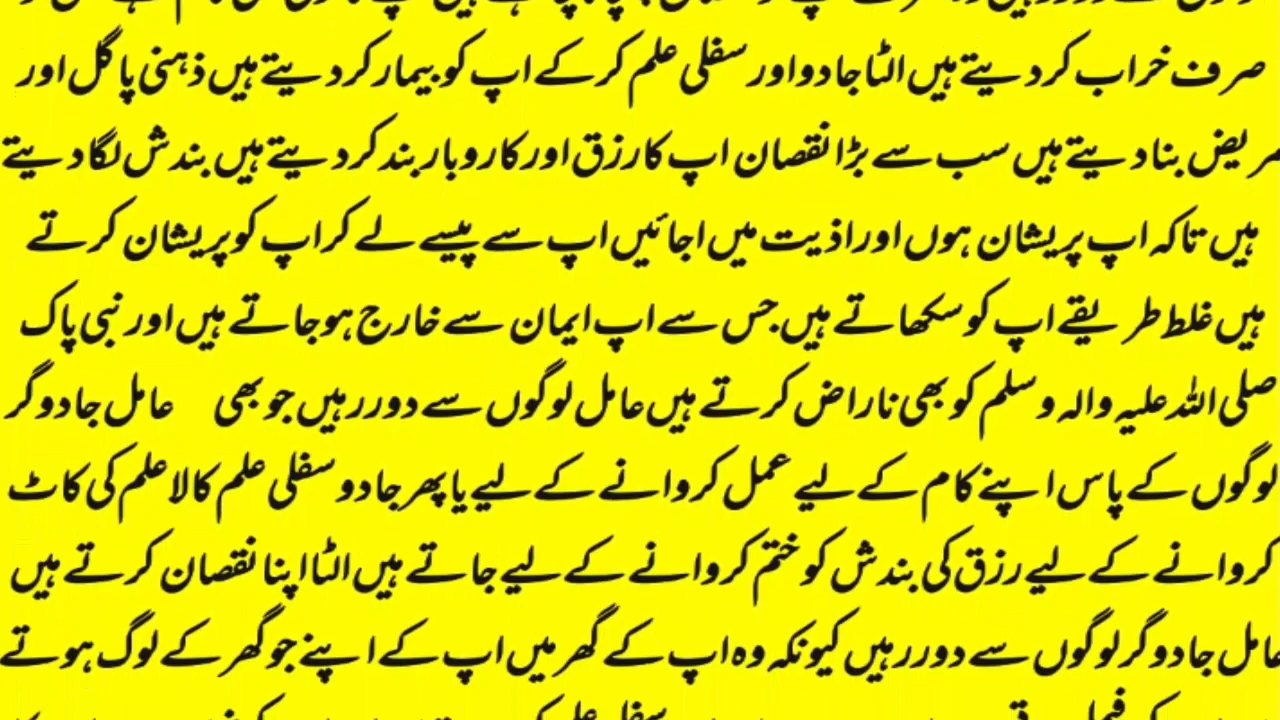 صرف خراب کر دیتے ہیں الٹا جادو اور سفلی علم کر کے اپ کو بیمار کر دیتے ہیں ذہنی پاگل اور
مریض بنا دیتے ہیں سب سے بڑا نقصان اپ کا رزق اور کاروبار بند کر دیتے ہیں بندش لگا دیتے
ہیں تاکہ اپ پریشان ہوں اور اذیت میں اجائیں اپ سے پیسے لے کر اپ کو پریشان کرتے
ہیں غلط طریقے اپ کو سکھاتے ہیں جس سے اپ ایمان سے خارج ہو جاتے ہیں اور نبی پاک
صلی اللہ علیہ والہ وسلم کو بھی ناراض کرتے ہیں عامل لوگوں سے دور رہیں جو بھی عامل جادوگر
لوگوں کے پاس اپنے کام کے لیے عمل کروانے کے لیے یا پھر جادو سفلی علم کالا علم کی کاٹ
کروانے کے لیے رزق کی بندش کو ختم کروانے کے لیے جاتے ہیں الٹا اپنا نقصان کرتے ہیں
عامل جادوگر لوگوں سے دور رہیں کیونکہ وہ اپ کے گھر میں اپ کے اپنے جو گھر کے لوگ ہوتے